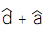 d̂ + â